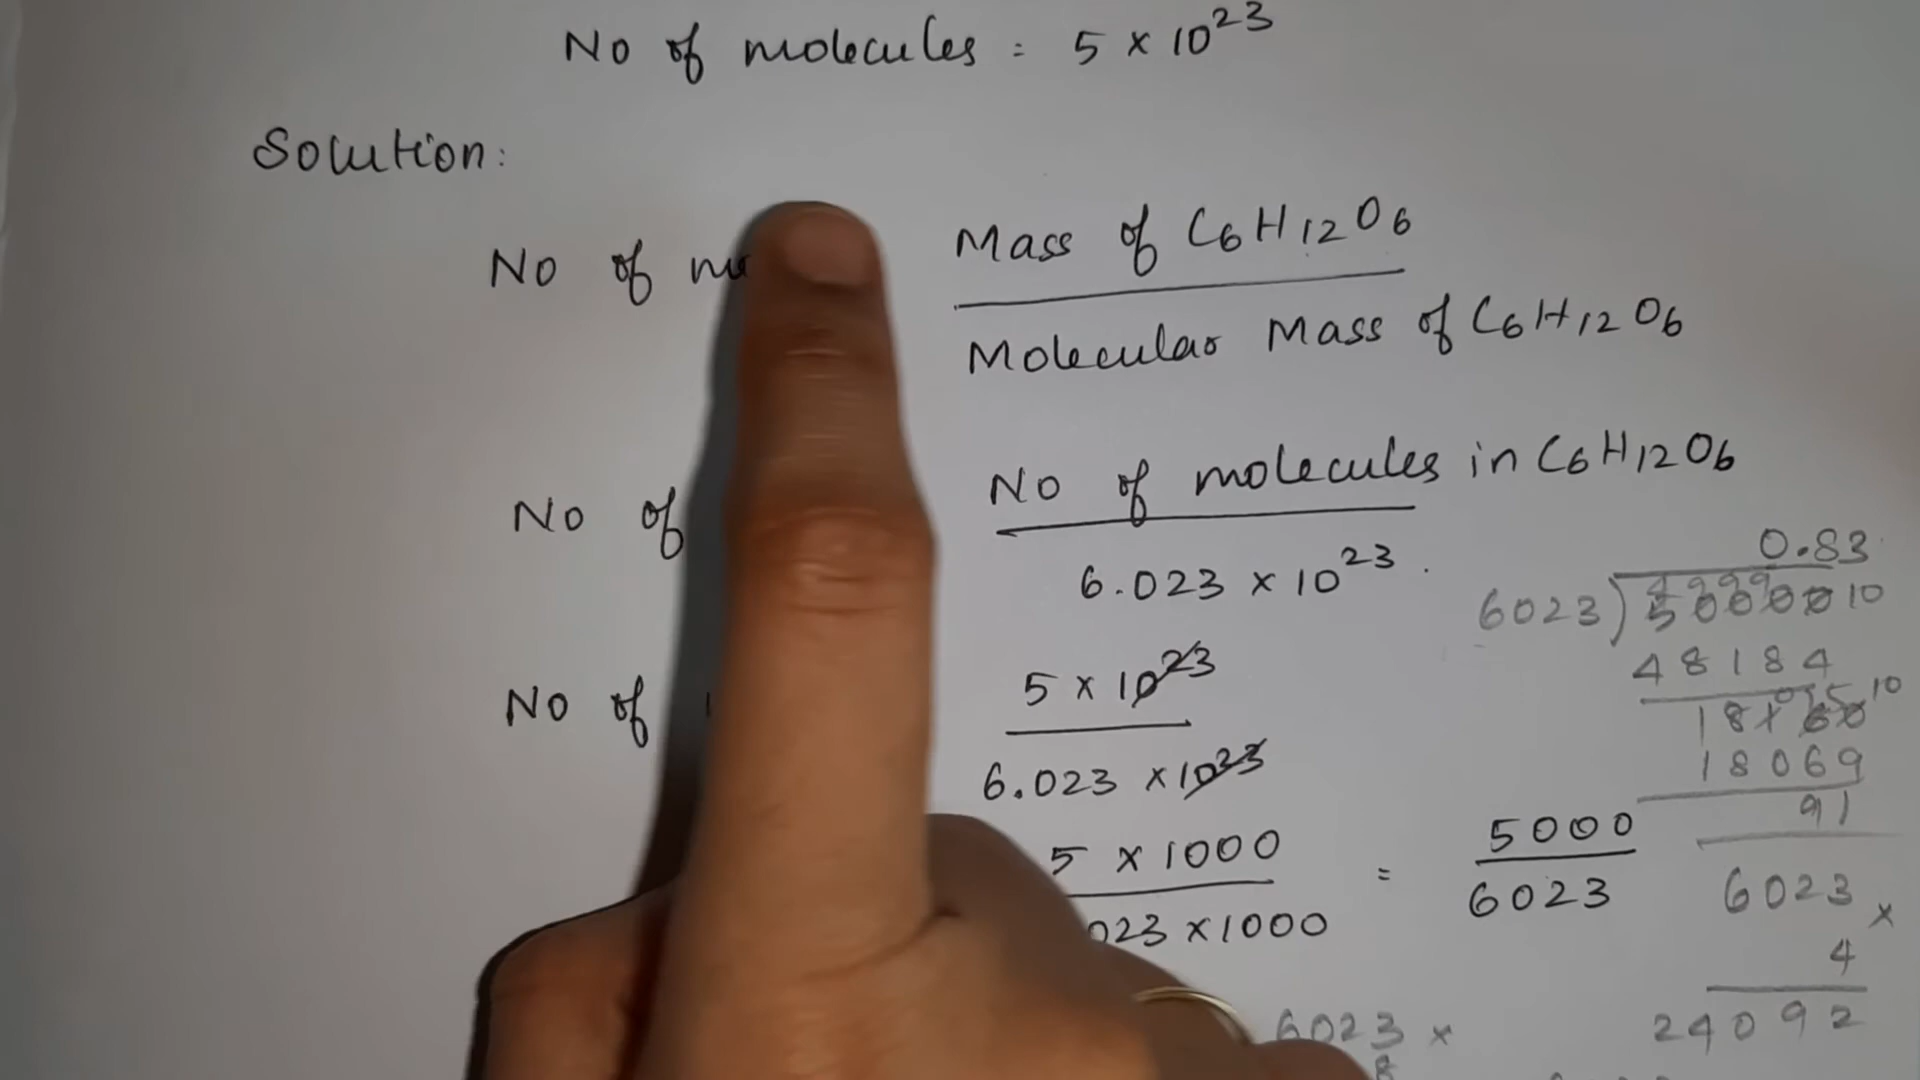 No of molecules = 5 × 10²³
Solution:
No of
Mass of C6H12O6
Molecular Mass of C6H12O6
No of
No of molecules in C6H12O6
6.023 × 10²³
No of
5 × 10²³
6.023 × 10²³
5 × 1000
023 × 1000
= 5000
6023
0.83
6023) 50000 10
48184
18069
91
6023 ×
4
24092
6023 ×
8